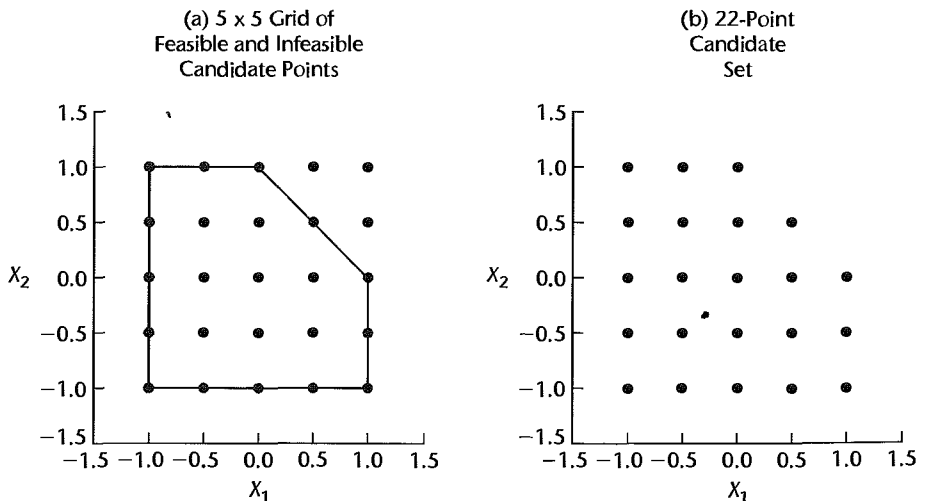 (a) 5 x 5 Grid of
Feasible and Infeasible
Candidate Points
1.5
1.0
0.5
X2
0.0
−0.5
−1.0
−1.5
−1.5 −1.0 −0.5 0.0 0.5 1.0 1.5
X1
(b) 22-Point
Candidate
Set
1.5
1.0
0.5
X2
0.0
−0.5
−1.0
−1.5
−1.5 −1.0 −0.5 0.0 0.5 1.0 1.5
X1